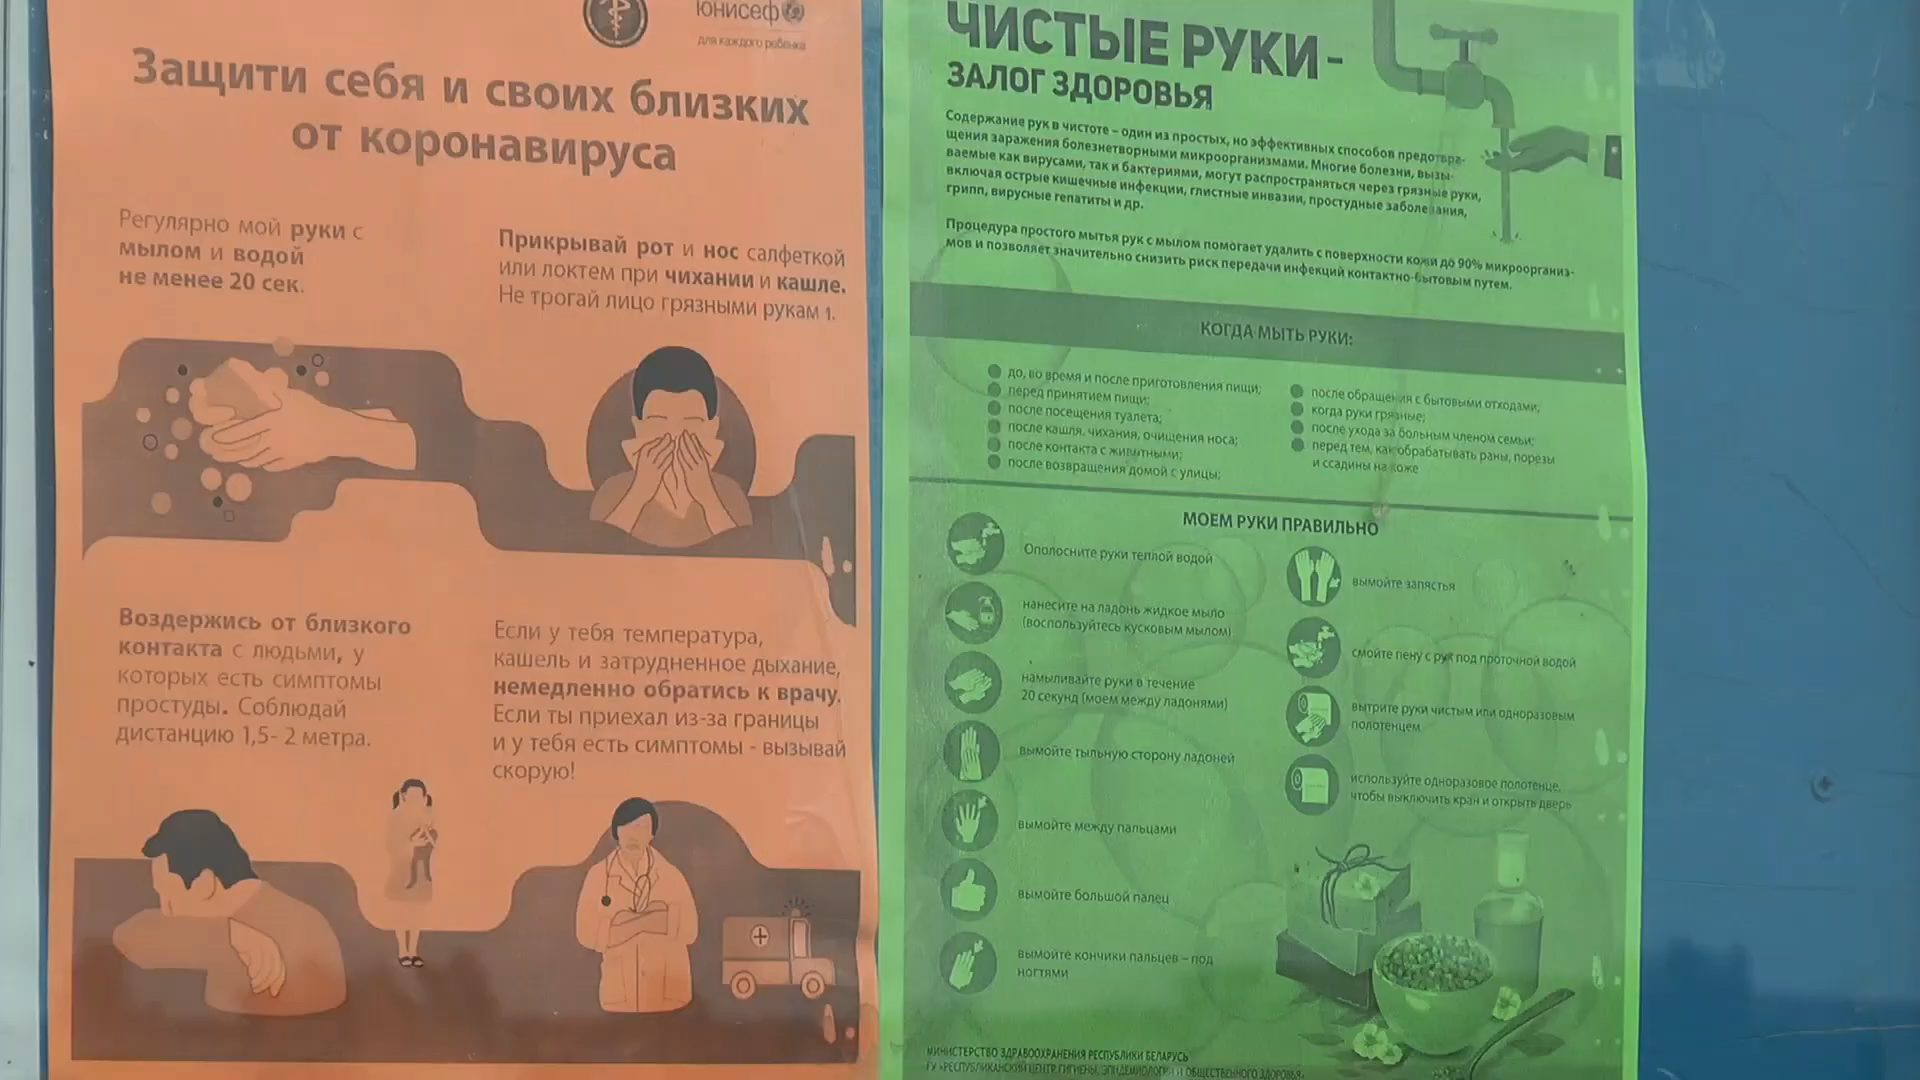 юнисеф
для каждого ребенка
Защити себя и своих близких
от коронавируса
Регулярно мой руки с
мылом и водой
не менее 20 сек.
Прикрывай рот и нос салфеткой
или локтем при чихании и кашле.
Не трогай лицо грязными
Воздержись от близкого
контакта с людьми, у
которых есть симптомы
простуды. Соблюдай
дистанцию 1,5- 2 метра.
Если у тебя температура,
кашель и затрудненное дыхание,
немедленно обратись к врачу.
Если ты приехал из-за границы
и у тебя есть симптомы - вызывай
скорую!
ЧИСТЫЕ РУКИ -
ЗАЛОГ ЗДОРОВЬЯ
Содержание рук в чистоте – один из простых, но эффективных способов предотвра-
щения заражения болезнетворными микроорганизмами. Многие болезни, вызы-
ваемые как вирусами, так и бактериями, могут распространяться через грязные руки,
включая острые кишечные инфекции, глистные инвазии, простудные заболевания,
грипп, вирусные гепатиты и др.
Процедура простого мытья рук с мылом помогает удалить с поверхности кожи до 90% микроорганиз-
мов и позволяет значительно снизить риск передачи инфекций контактно-бытовым путем.
КОГДА МЫТЬ РУКИ:
до, во время и после приготовления пищи;
перед принятием пищи;
после посещения туалета;
после кашля, чихания, очищения носа;
после контакта с животными;
после возвращения домой с улицы;
после обращения с бытовыми отходами;
когда руки грязные;
после ухода за больным членом семьи;
перед тем, как обрабатывать раны, порезы
и ссадины на коже
МОЕМ РУКИ ПРАВИЛЬНО
Ополосните руки теплой водой
нанесите на ладонь жидкое мыло
(воспользуйтесь кусковым мылом)
намыливайте руки в течение
20 секунд (моем между ладонями)
вымойте тыльную сторону ладоней
вымойте между пальцами
вымойте большой палец
вымойте кончики пальцев – под
ногтями
вымойте запястья
смойте пену с рук под проточной водой
вытрите руки чистым или одноразовым
полотенцем
используйте одноразовое полотенце,
чтобы выключить кран и открыть дверь
МИНИСТЕРСТВО ЗДРАВООХРАНЕНИЯ РЕСПУБЛИКИ БЕЛАРУСЬ
ГУ «РЕСПУБЛИКАНСКИЙ ЦЕНТР ГИГИЕНЫ, ЭПИДЕМИОЛОГИИ И ОБЩЕСТВЕННОГО ЗДОРОВЬЯ»